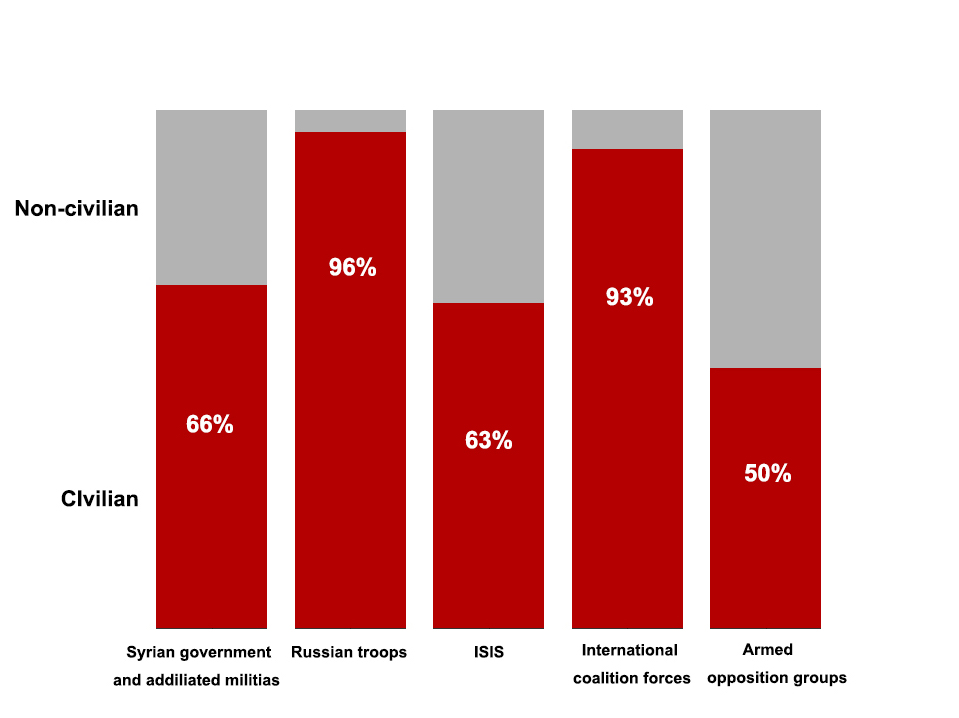 Non-civilian
CIvilian
96%
93%
66%
63%
50%
Syrian government
and addiliated militias
Russian troops
ISIS
International
coalition forces
Armed
opposition groups